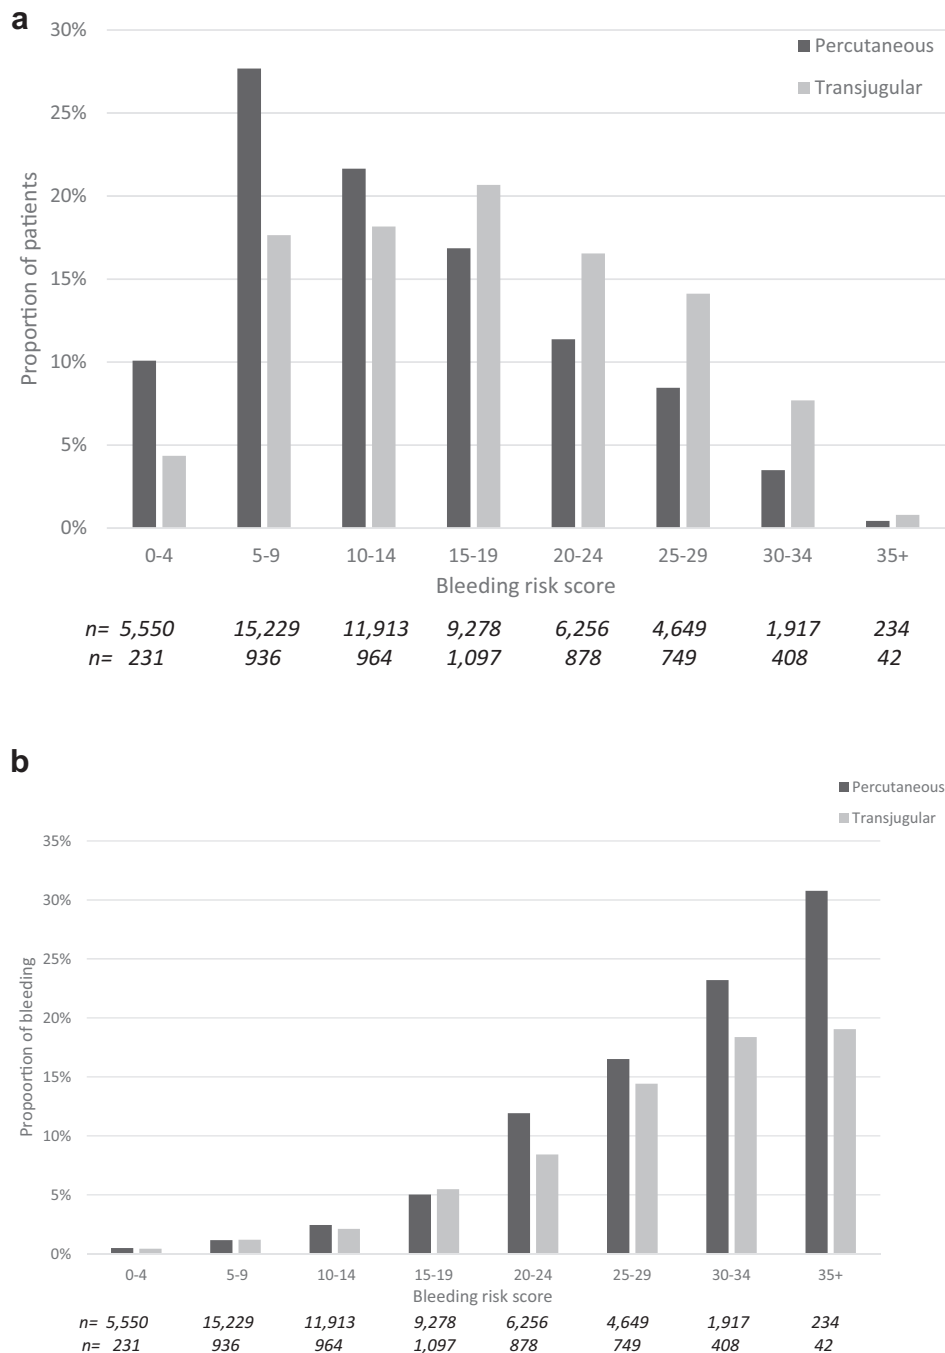 a
30%
Percutaneous
Transjugular
25%
20%
15%
10%
5%
0%
Proportion of patients
0-4 5-9 10-14 15-19 20-24 25-29 30-34 35+
Bleeding risk score
n= 5,550 15,229 11,913 9,278 6,256 4,649 1,917 234
n= 231 936 964 1,097 878 749 408 42
b
Percutaneous
Transjugular
35%
30%
25%
20%
15%
10%
5%
0%
Propoortion of bleeding
0-4 5-9 10-14 15-19 20-24 25-29 30-34 35+
Bleeding risk score
n= 5,550 15,229 11,913 9,278 6,256 4,649 1,917 234
n= 231 936 964 1,097 878 749 408 42